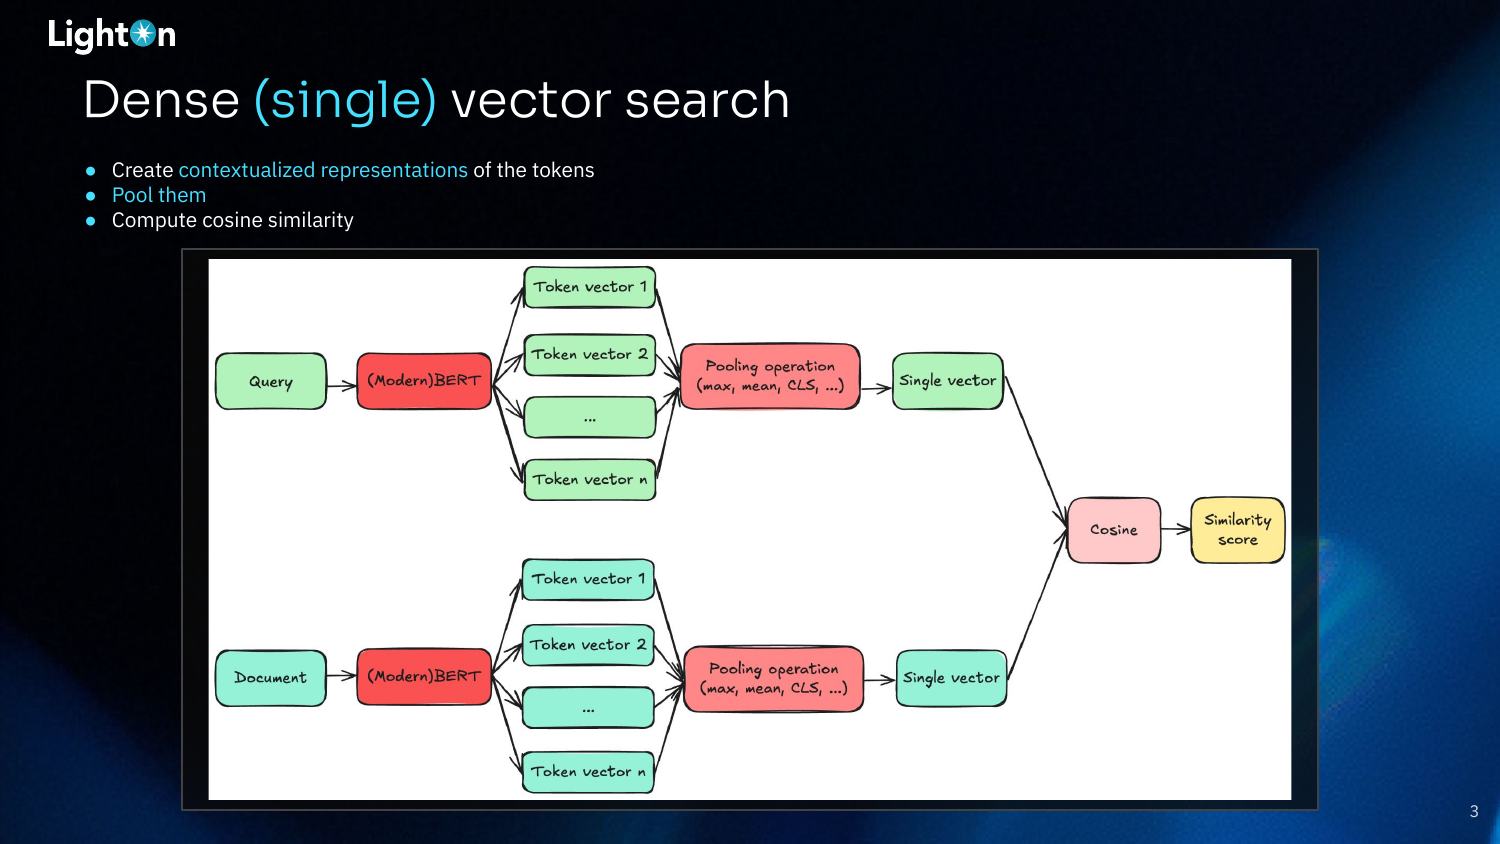 LightOn
Dense (single) vector search
● Create contextualized representations of the tokens
● Pool them
● Compute cosine similarity
Token vector 1
Token vector 2
...
Token vector n
Query
(Modern)BERT
Pooling operation
(max, mean, CLS, ...)
Single vector
Cosine
Similarity
score
Token vector 1
Token vector 2
...
Token vector n
Document
(Modern)BERT
Pooling operation
(max, mean, CLS, ...)
Single vector
3